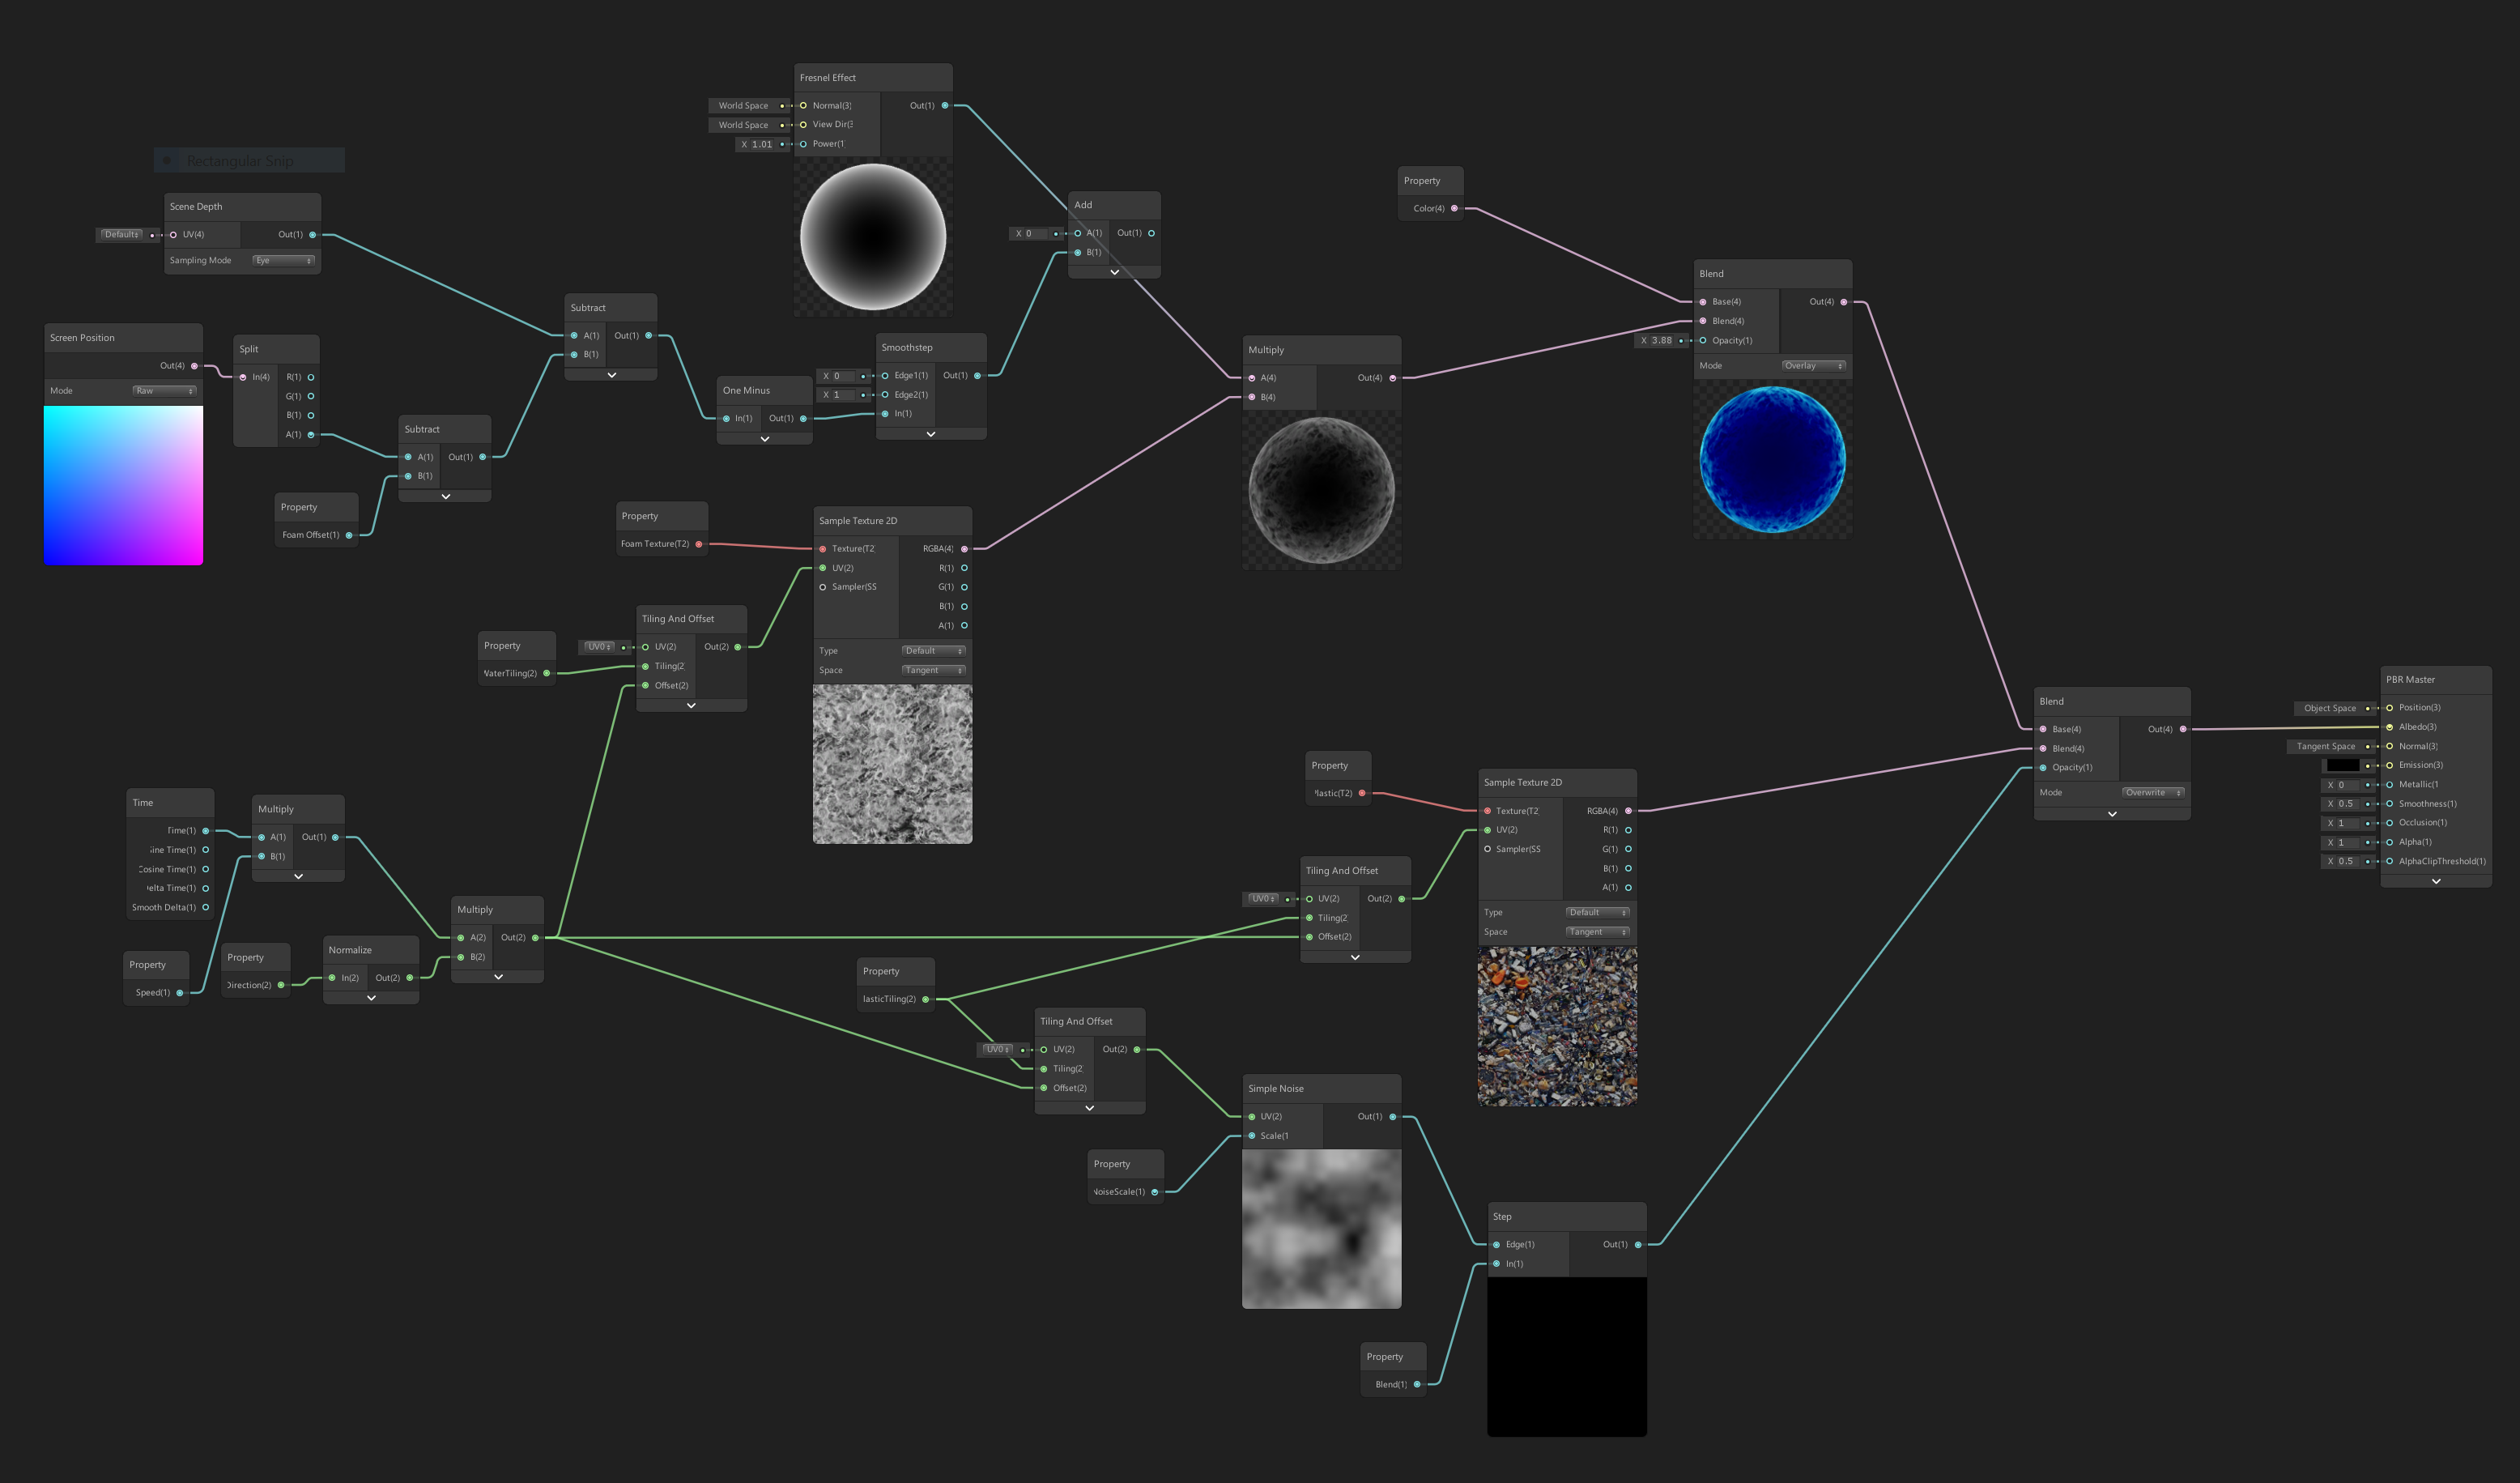 Fresnel Effect
World Space
Normal(3)
Out(1)
World Space
View Dir(3
X 1.01
Power(1)
Rectangular Snip
Scene Depth
Default
UV(4)
Out(1)
Sampling Mode
Eye
Add
X 0
A(1)
Out(1)
B(1)
Property
Color(4)
Blend
Base(4)
Out(4)
Blend(4)
X 3.88
Opacity(1)
Mode
Overlay
Screen Position
Out(4)
Mode
Raw
Split
In(4)
R(1)
G(1)
B(1)
A(1)
Subtract
A(1)
Out(1)
B(1)
Property
Foam Offset(1)
Subtract
A(1)
Out(1)
B(1)
One Minus
In(1)
Out(1)
Smoothstep
X 0
Edge1(1)
Out(1)
X 1
Edge2(1)
In(1)
Multiply
A(4)
Out(4)
B(4)
Property
Foam Texture(T2)
Sample Texture 2D
Texture(T2
RGBA(4)
UV(2)
R(1)
Sampler(SS
G(1)
B(1)
A(1)
Type
Default
Space
Tangent
Property
WaterTiling(2)
Tiling And Offset
UV0
UV(2)
Out(2)
Tiling(2
Offset(2)
Time
Time(1)
ine Time(1)
Cosine Time(1)
elta Time(1)
Smooth Delta(1)
Multiply
A(1)
Out(1)
B(1)
Property
Speed(1)
Property
Direction(2)
Normalize
In(2)
Out(2)
Multiply
A(2)
Out(2)
B(2)
Property
lasticTiling(2)
Tiling And Offset
UV0
UV(2)
Out(2)
Tiling(2
Offset(2)
Property
lastic(T2)
Tiling And Offset
UV0
UV(2)
Out(2)
Tiling(2
Offset(2)
Sample Texture 2D
Texture(T2
RGBA(4)
UV(2)
R(1)
Sampler(SS
G(1)
B(1)
A(1)
Type
Default
Space
Tangent
Property
NoiseScale(1)
Simple Noise
UV(2)
Out(1)
Scale(1
Property
Blend(1)
Step
Edge(1)
Out(1)
In(1)
Blend
Base(4)
Out(4)
Blend(4)
Opacity(1)
Mode
Overwrite
PBR Master
Object Space
Position(3)
Albedo(3)
Tangent Space
Normal(3)
Emission(3)
X 0
Metallic(1
X 0.5
Smoothness(1)
X 1
Occlusion(1)
X 1
Alpha(1)
X 0.5
AlphaClipThreshold(1)